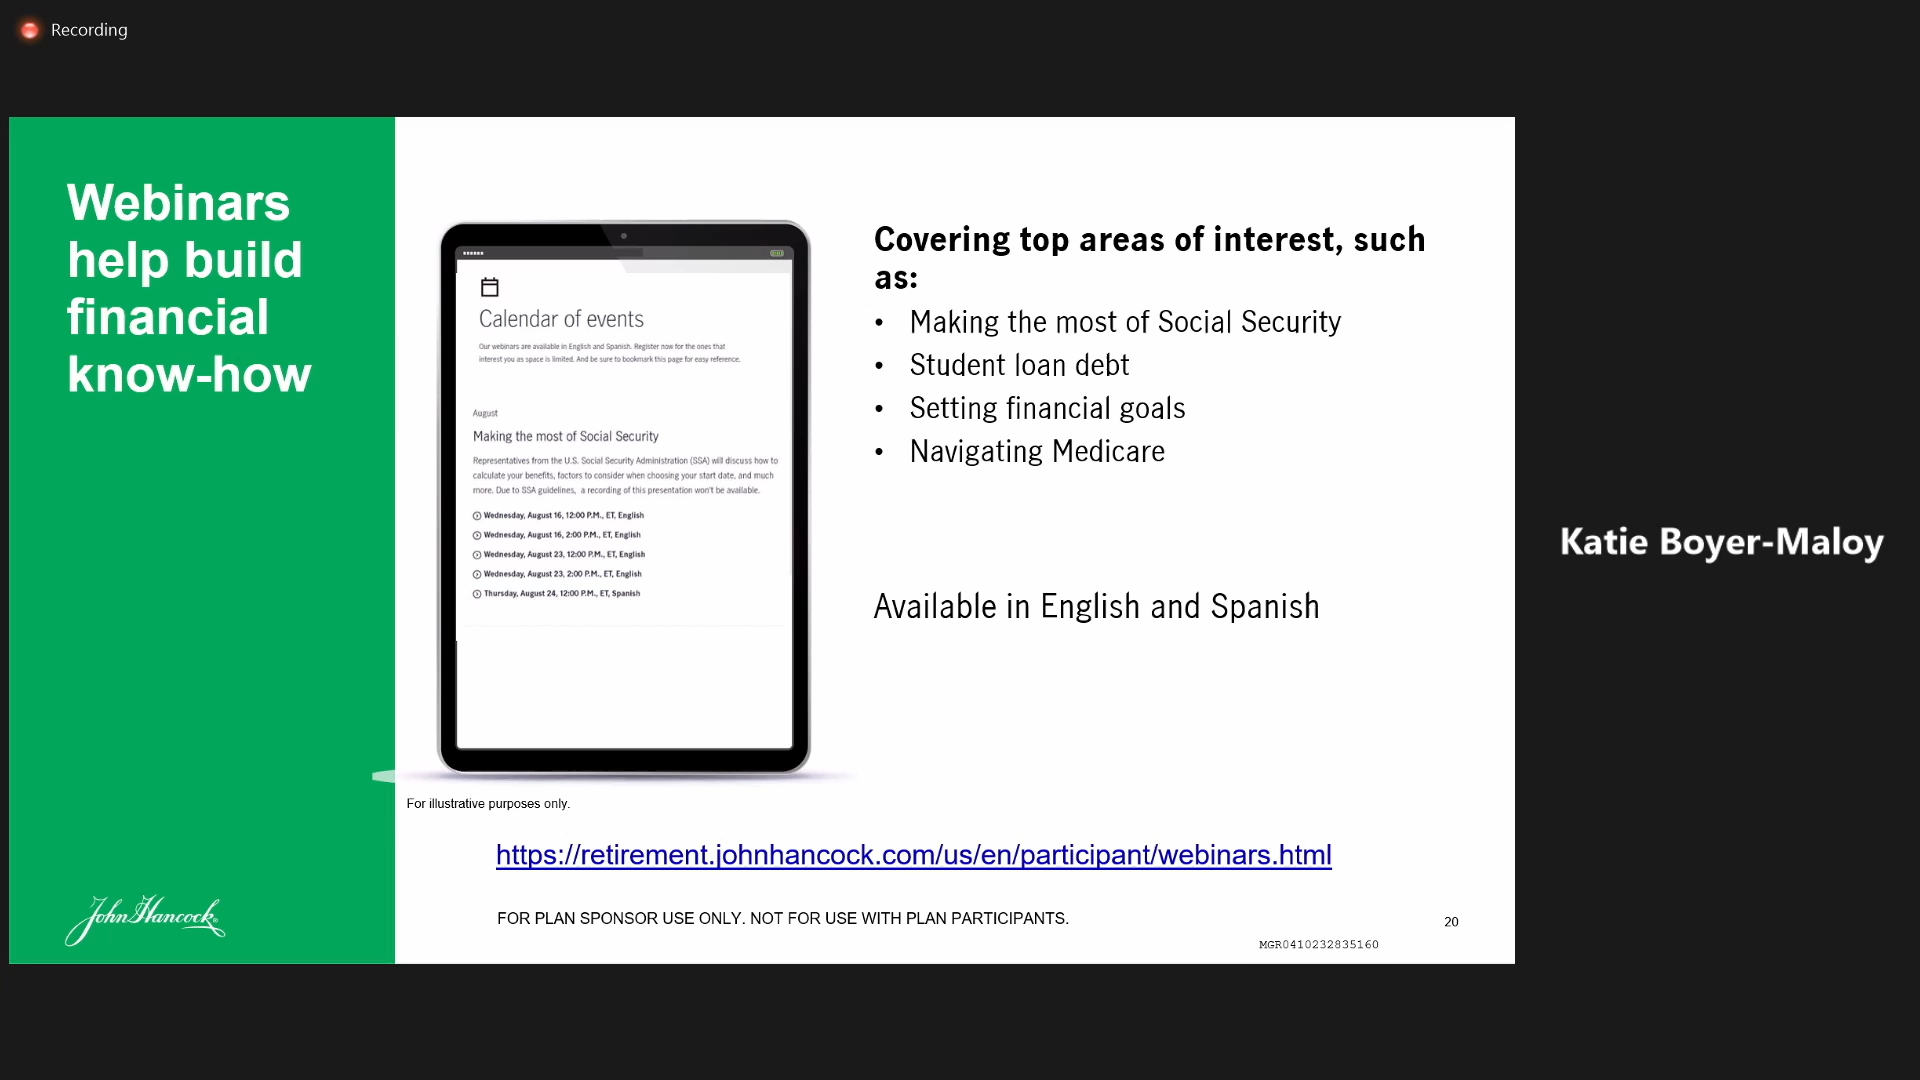 Recording
Webinars
help build
financial
know-how
Calendar of events
Our webinars are available in English and Spanish. Register now for the ones that
interest you as space is limited. And be sure to bookmark this page for easy reference.
August
Making the most of Social Security
Representatives from the U.S. Social Security Administration (SSA) will discuss how to
calculate your benefits, factors to consider when choosing your start date, and much
more. Due to SSA guidelines, a recording of this presentation won't be available.
Wednesday, August 16, 12:00 P.M., ET, English
Wednesday, August 16, 2:00 P.M., ET, English
Wednesday, August 23, 12:00 P.M., ET, English
Wednesday, August 23, 2:00 P.M., ET, English
Thursday, August 24, 12:00 P.M., ET, Spanish
For illustrative purposes only.
Covering top areas of interest, such
as:
• Making the most of Social Security
• Student loan debt
• Setting financial goals
• Navigating Medicare
Available in English and Spanish
https://retirement.johnhancock.com/us/en/participant/webinars.html
John Hancock®
FOR PLAN SPONSOR USE ONLY. NOT FOR USE WITH PLAN PARTICIPANTS.
20
MGR0410232835160
Katie Boyer-Maloy